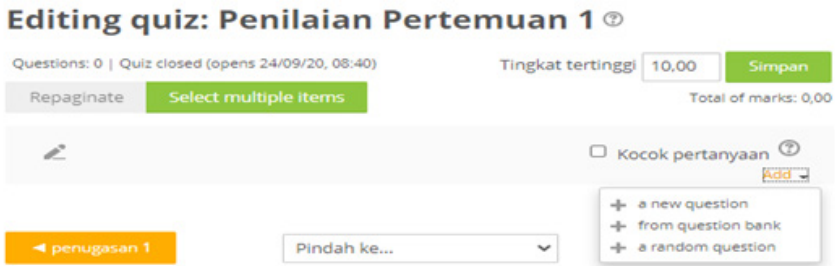 Editing quiz: Penilaian Pertemuan 1 ?
Questions: 0 | Quiz closed (opens 24/09/20, 08:40)
Tingkat tertinggi 10,00 Simpan
Repaginate Select multiple items
Total of marks: 0,00
Kocok pertanyaan ?
Add
+ a new question
+ from question bank
+ a random question
◄ penugasan 1
Pindah ke...